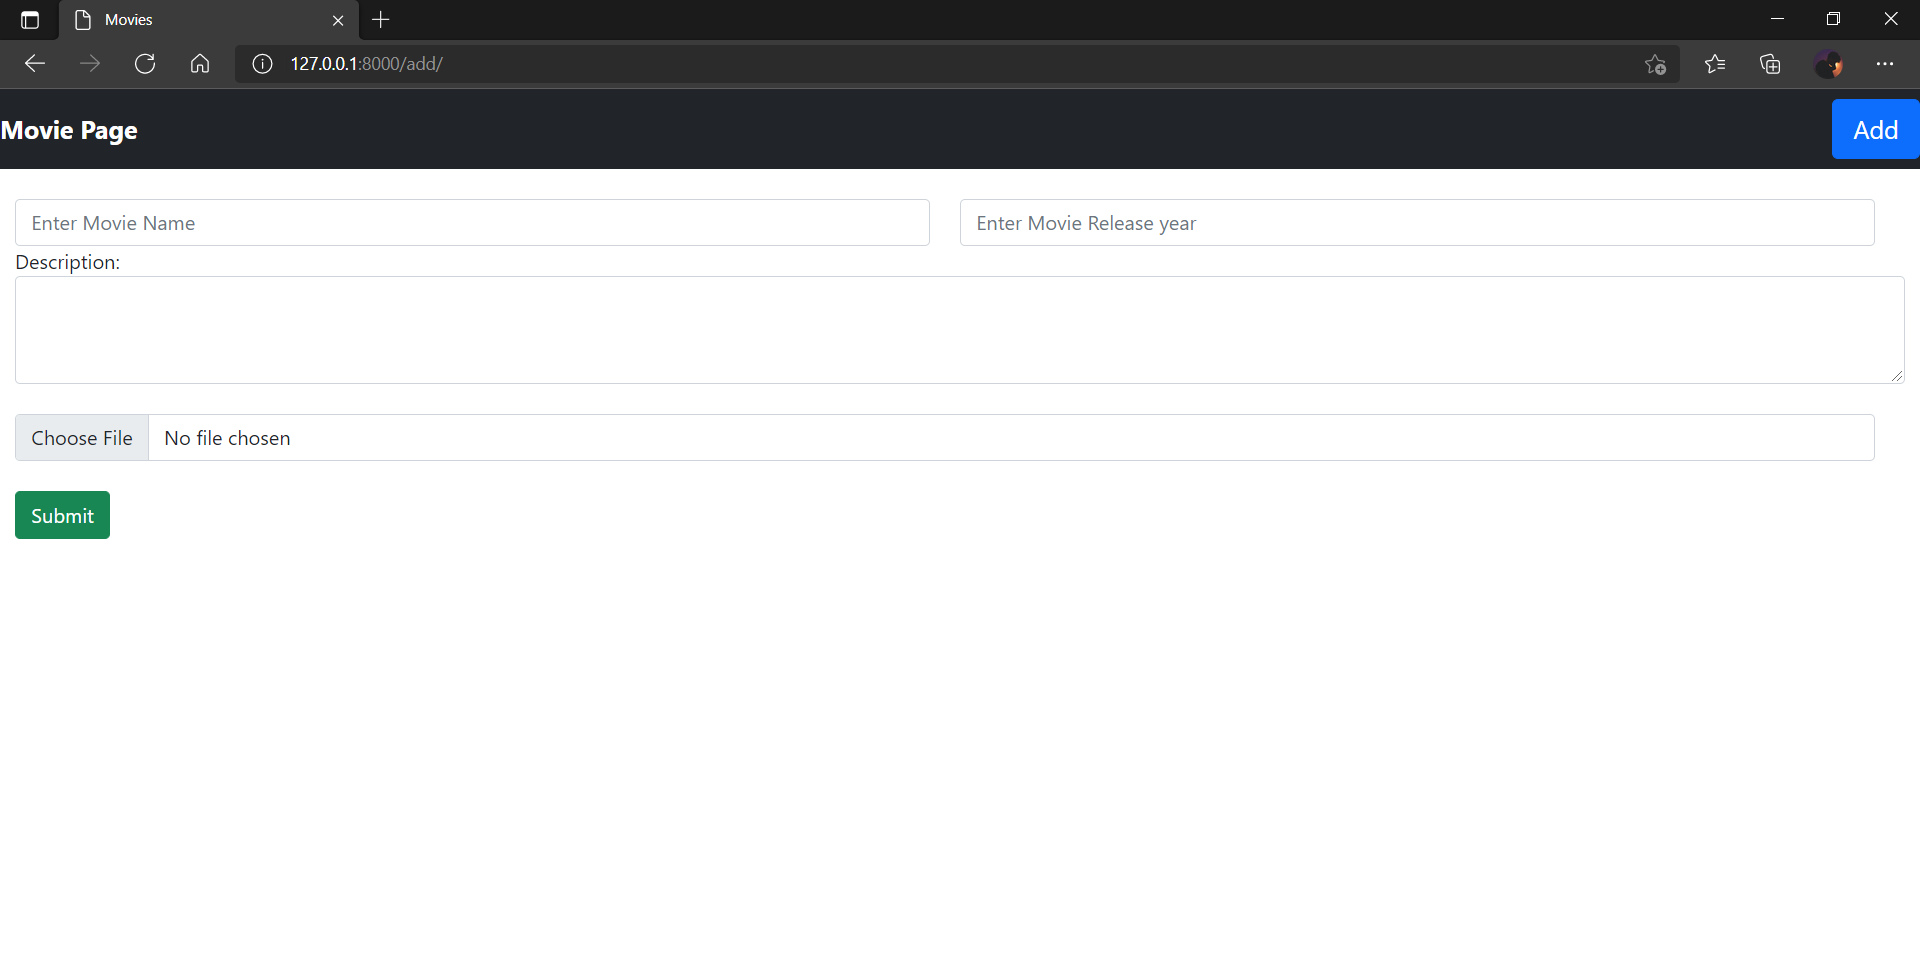 Movies
127.0.0.1:8000/add/
Movie Page
Add
Enter Movie Name
Enter Movie Release year
Description:
Choose File No file chosen
Submit